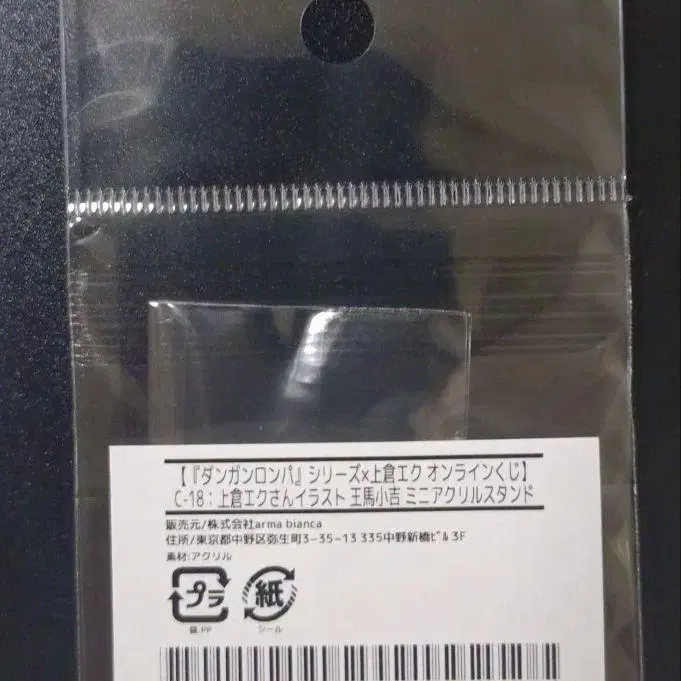 【『ダンガンロンパ』シリーズx上倉エク オンラインくじ】
C-18：上倉エクさんイラスト 王馬小吉 ミニアクリルスタンド
販売元/株式会社arma bianca
住所/東京都中野区弥生町3-35-13 335中野新橋ﾋﾞﾙ 3F
素材:アクリル
プラ 紙
袋:PP シール